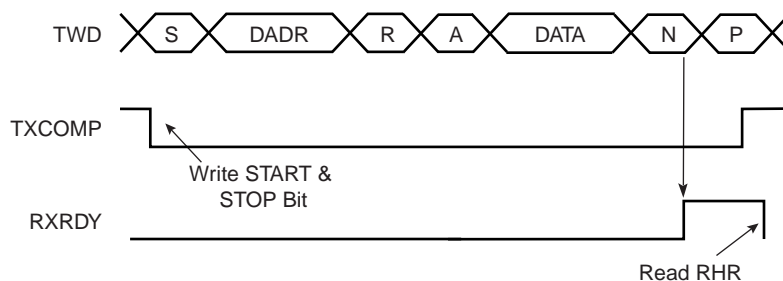 TWD S DADR R A DATA N P
TXCOMP
Write START &
STOP Bit
RXRDY
Read RHR